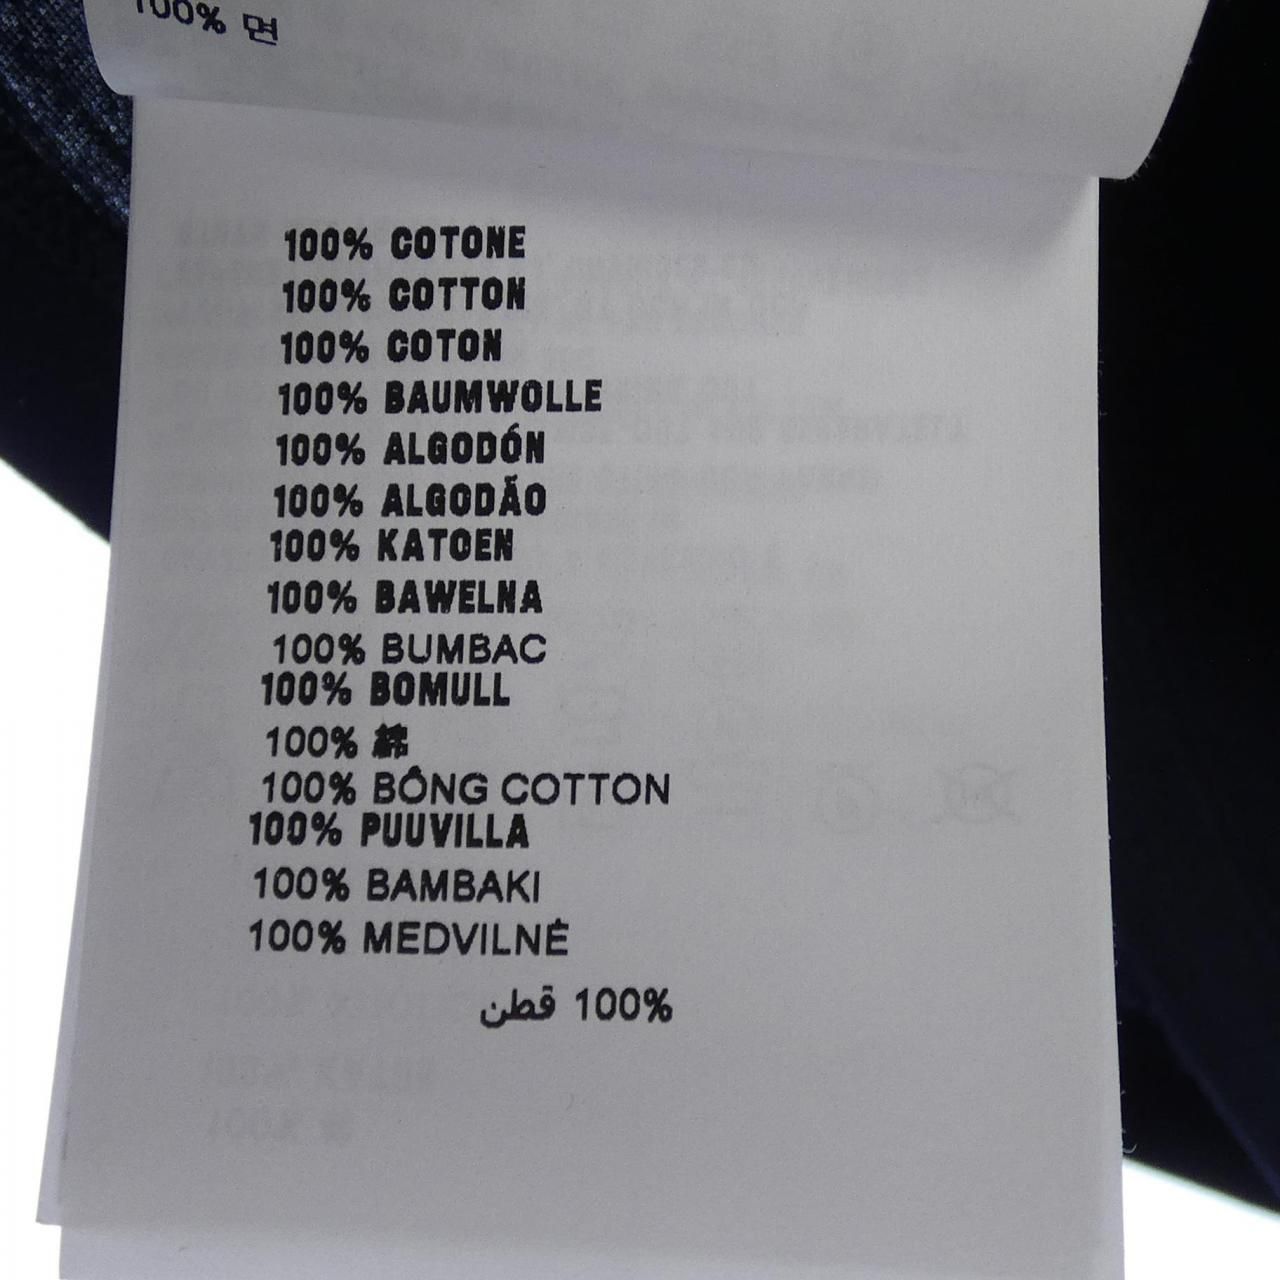 100% 면
100% COTONE
100% COTTON
100% COTON
100% BAUMWOLLE
100% ALGODÓN
100% ALGODÃO
100% KATOEN
100% BAWELNA
100% BUMBAC
100% BOMULL
100% 綿
100% BÔNG COTTON
100% PUUVILLA
100% BAMBAKI
100% MEDVILNĖ
100% قطن